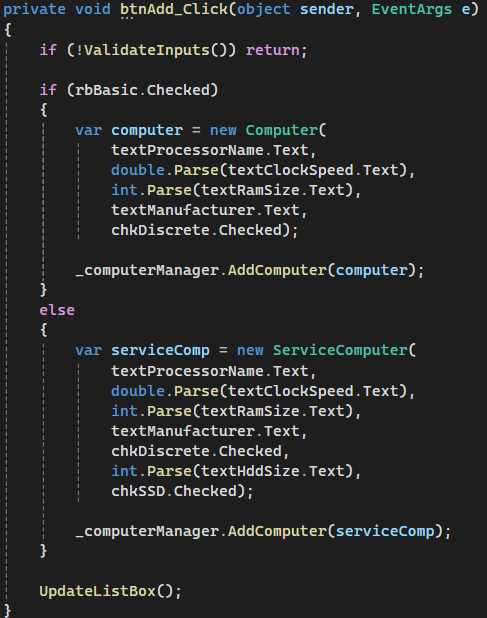 private void btnAdd_Click(object sender, EventArgs e)
{
    if (!ValidateInputs()) return;

    if (rbBasic.Checked)
    {
        var computer = new Computer(
            textProcessorName.Text,
            double.Parse(textClockSpeed.Text),
            int.Parse(textRamSize.Text),
            textManufacturer.Text,
            chkDiscrete.Checked);

        _computerManager.AddComputer(computer);
    }
    else
    {
        var serviceComp = new ServiceComputer(
            textProcessorName.Text,
            double.Parse(textClockSpeed.Text),
            int.Parse(textRamSize.Text),
            textManufacturer.Text,
            chkDiscrete.Checked,
            int.Parse(textHddSize.Text),
            chkSSD.Checked);

        _computerManager.AddComputer(serviceComp);
    }

    UpdateListBox();
}